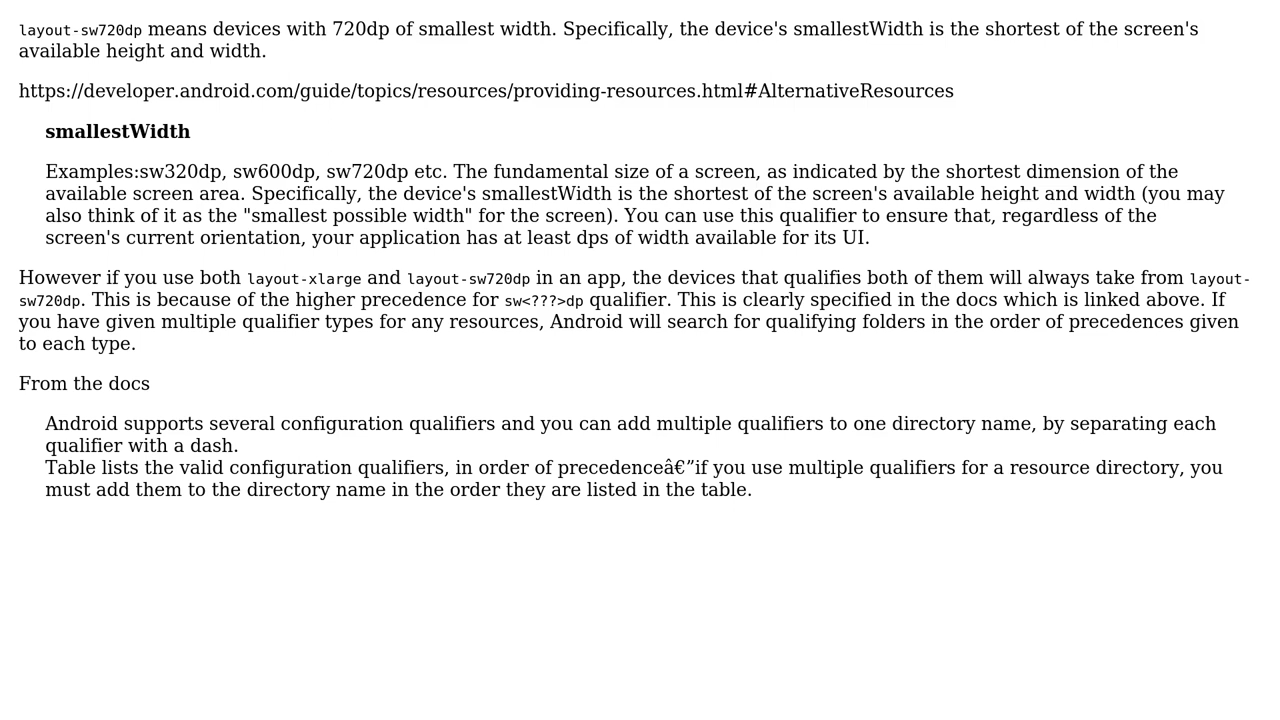 layout-sw720dp means devices with 720dp of smallest width. Specifically, the device's smallestWidth is the shortest of the screen's
available height and width.
https://developer.android.com/guide/topics/resources/providing-resources.html#AlternativeResources
smallestWidth
Examples:sw320dp, sw600dp, sw720dp etc. The fundamental size of a screen, as indicated by the shortest dimension of the
available screen area. Specifically, the device's smallestWidth is the shortest of the screen's available height and width (you may
also think of it as the "smallest possible width" for the screen). You can use this qualifier to ensure that, regardless of the
screen's current orientation, your application has at least dps of width available for its UI.
However if you use both layout-xlarge and layout-sw720dp in an app, the devices that qualifies both of them will always take from layout-
sw720dp. This is because of the higher precedence for sw<???>dp qualifier. This is clearly specified in the docs which is linked above. If
you have given multiple qualifier types for any resources, Android will search for qualifying folders in the order of precedences given
to each type.
From the docs
Android supports several configuration qualifiers and you can add multiple qualifiers to one directory name, by separating each
qualifier with a dash.
Table lists the valid configuration qualifiers, in order of precedenceâ€”if you use multiple qualifiers for a resource directory, you
must add them to the directory name in the order they are listed in the table.